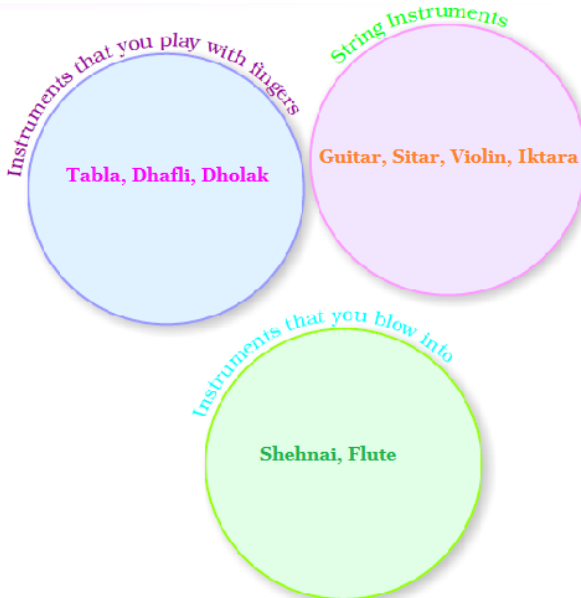 Instruments that you play with fingers
Tabla, Dhafli, Dholak
String Instruments
Guitar, Sitar, Violin, Iktara
Instruments that you blow into
Shehnai, Flute